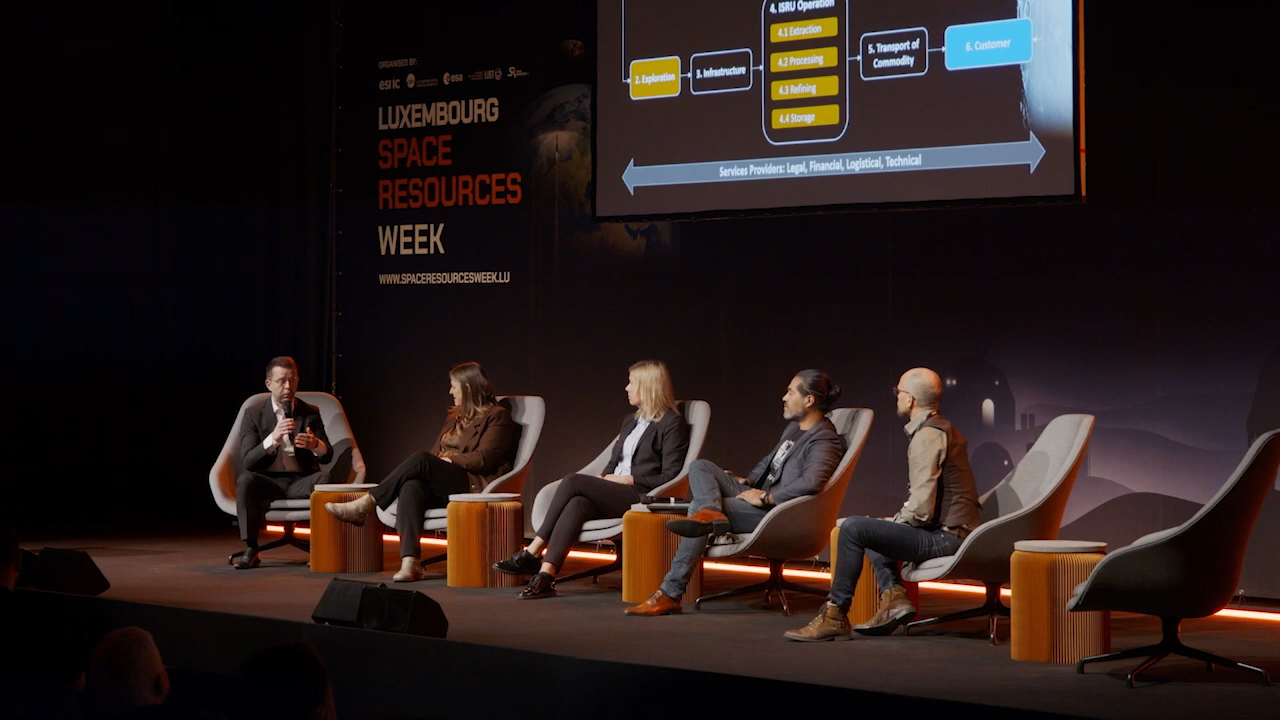 ORGANISED BY:
esric
esa
LUXEMBOURG
SPACE
RESOURCES
WEEK
WWW.SPACERESOURCESWEEK.LU
4. ISRU Operation
4.1 Extraction
4.2 Processing
4.3 Refining
4.4 Storage
2. Exploration
3. Infrastructure
5. Transport of
Commodity
6. Customer
Services Providers: Legal, Financial, Logistical, Technical